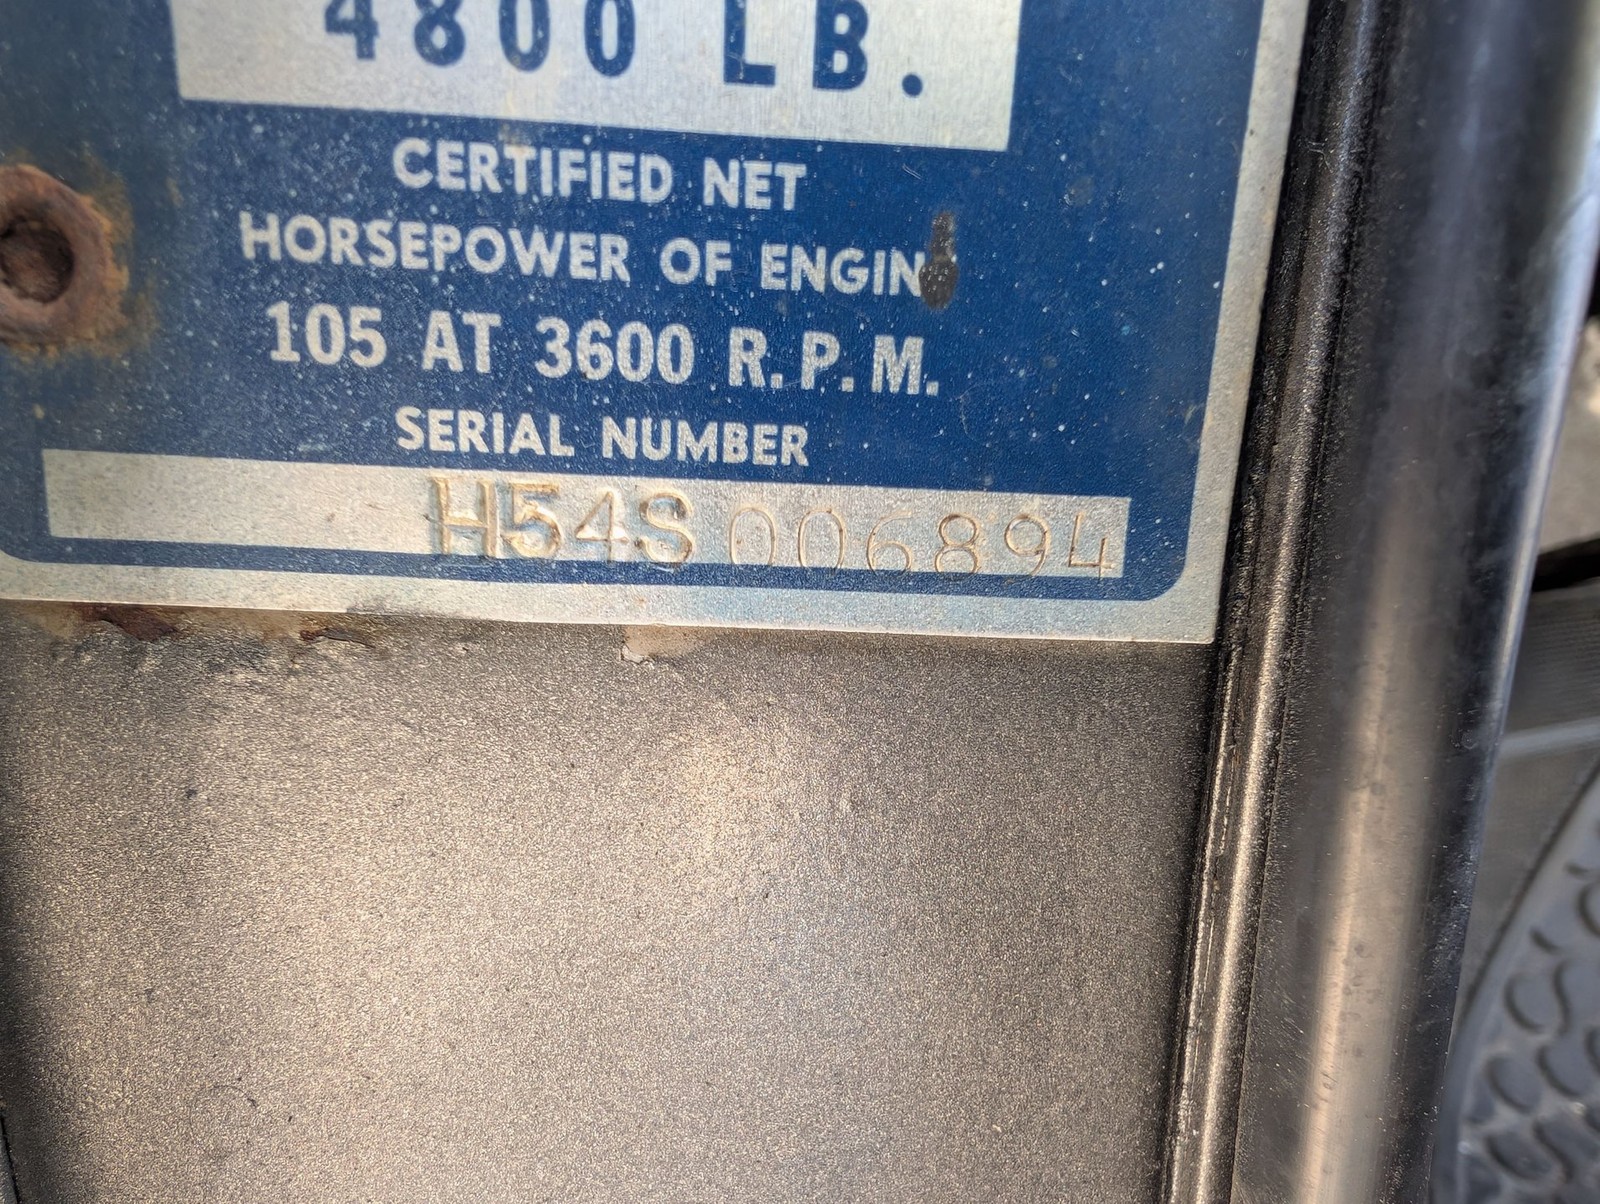 4800 LB.
CERTIFIED NET
HORSEPOWER OF ENGIN
105 AT 3600 R.P.M.
SERIAL NUMBER
H54S006894